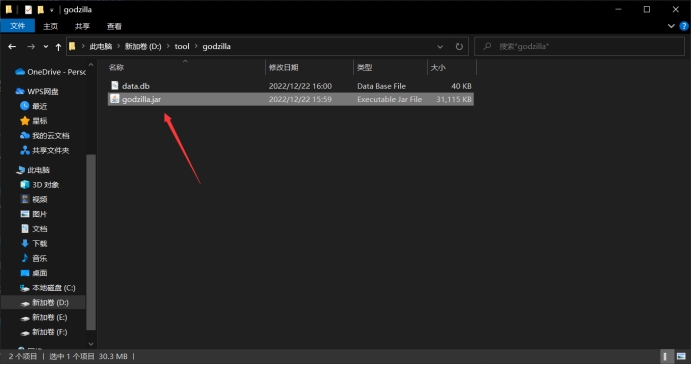 godzilla
文件 主页 共享 查看
此电脑 新加卷 (D:) tool godzilla
搜索"godzilla"
名称 修改日期 类型 大小
data.db 2022/12/22 16:00 Data Base File 40 KB
godzilla.jar 2022/12/22 15:59 Executable Jar File 31,115 KB
OneDrive - Persc
WPS网盘
最近
星标
我的云文档
共享文件夹
此电脑
3D 对象
视频
图片
文档
下载
音乐
桌面
本地磁盘 (C:)
新加卷 (D:)
新加卷 (E:)
新加卷 (F:)
2 个项目 选中 1 个项目 30.3 MB